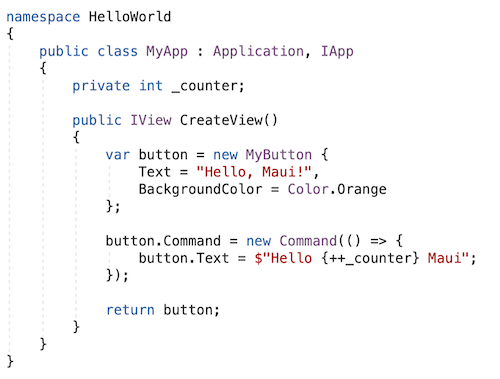 namespace HelloWorld
{
    public class MyApp : Application, IApp
    {
        private int _counter;

        public IView CreateView()
        {
            var button = new MyButton {
                Text = "Hello, Maui!",
                BackgroundColor = Color.Orange
            };

            button.Command = new Command(() => {
                button.Text = $"Hello {++_counter} Maui";
            });

            return button;
        }
    }
}